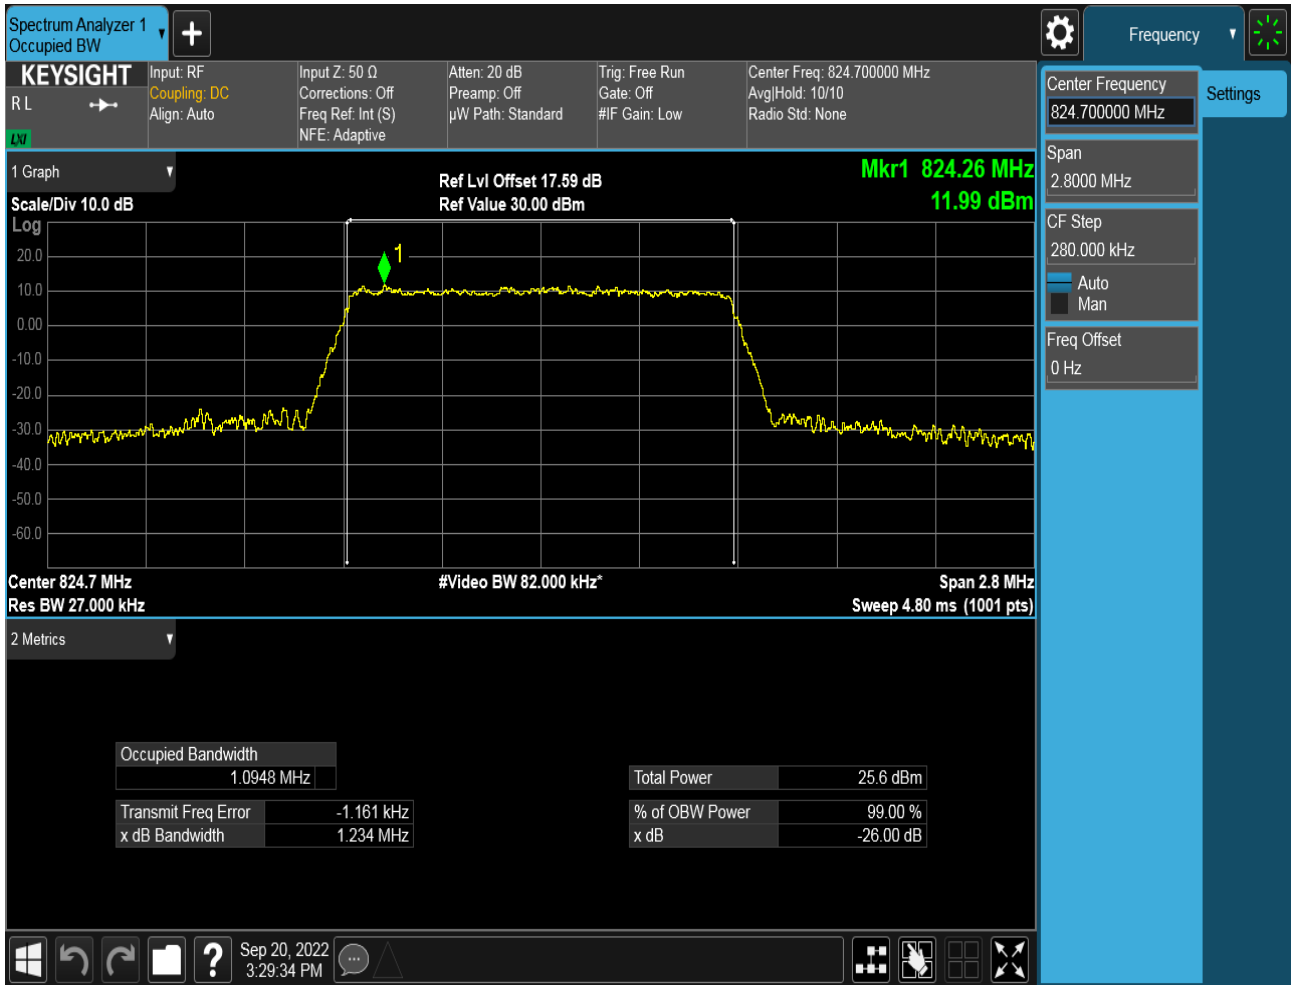 Spectrum Analyzer 1
Occupied BW
Frequency
KEYSIGHT
R L
LXI
Input: RF
Coupling: DC
Align: Auto
Input Z: 50 Ω
Corrections: Off
Freq Ref: Int (S)
NFE: Adaptive
Atten: 20 dB
Preamp: Off
µW Path: Standard
Trig: Free Run
Gate: Off
#IF Gain: Low
Center Freq: 824.700000 MHz
Avg|Hold: 10/10
Radio Std: None
Center Frequency
824.700000 MHz
Settings
Span
2.8000 MHz
CF Step
280.000 kHz
Auto
Man
Freq Offset
0 Hz
1 Graph
Scale/Div 10.0 dB
Ref Lvl Offset 17.59 dB
Ref Value 30.00 dBm
Mkr1 824.26 MHz
11.99 dBm
Log
1
20.0
10.0
0.00
-10.0
-20.0
-30.0
-40.0
-50.0
-60.0
Center 824.7 MHz
#Video BW 82.000 kHz*
Span 2.8 MHz
Res BW 27.000 kHz
Sweep 4.80 ms (1001 pts)
2 Metrics
Occupied Bandwidth
1.0948 MHz
Total Power 25.6 dBm
Transmit Freq Error -1.161 kHz
% of OBW Power 99.00 %
x dB Bandwidth 1.234 MHz
x dB -26.00 dB
?
Sep 20, 2022
3:29:34 PM